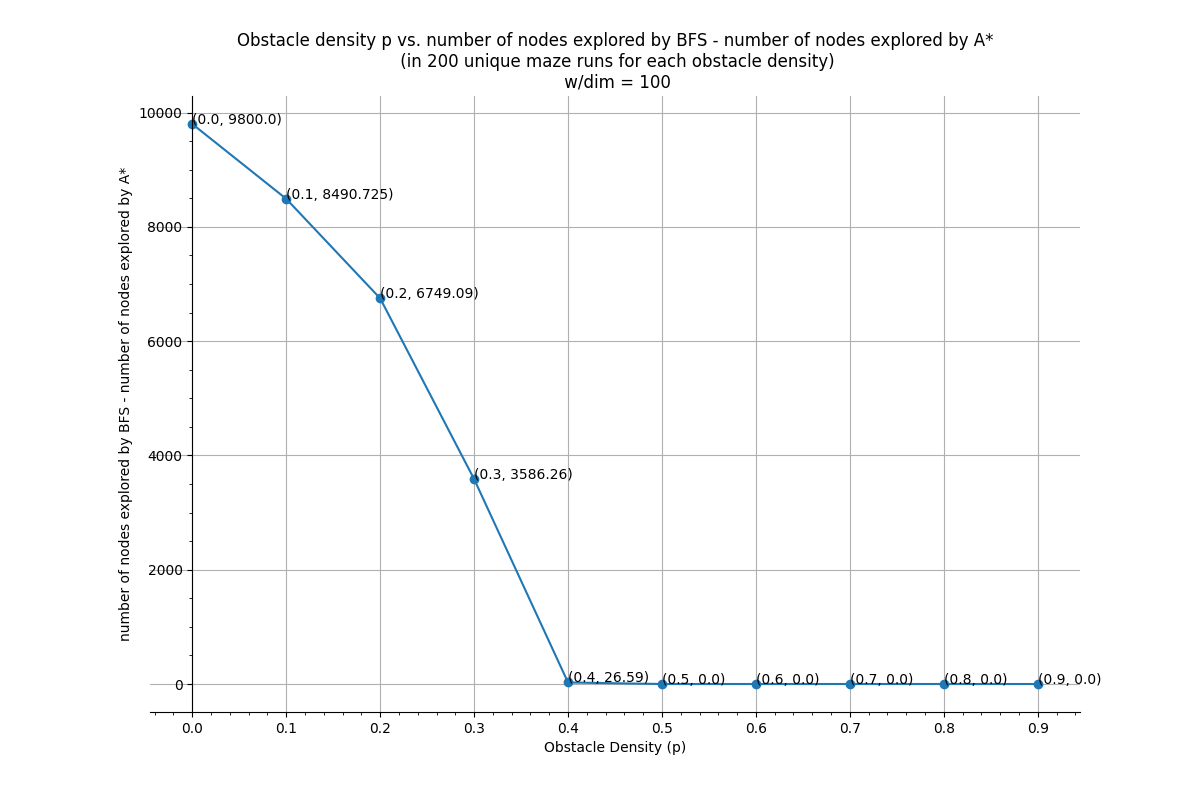 Obstacle density p vs. number of nodes explored by BFS - number of nodes explored by A*
(in 200 unique maze runs for each obstacle density)
w/dim = 100
number of nodes explored by BFS - number of nodes explored by A*
10000
8000
6000
4000
2000
0
(0.0, 9800.0)
(0.1, 8490.725)
(0.2, 6749.09)
(0.3, 3586.26)
(0.4, 26.59)
(0.5, 0.0)
(0.6, 0.0)
(0.7, 0.0)
(0.8, 0.0)
(0.9, 0.0)
0.0 0.1 0.2 0.3 0.4 0.5 0.6 0.7 0.8 0.9
Obstacle Density (p)